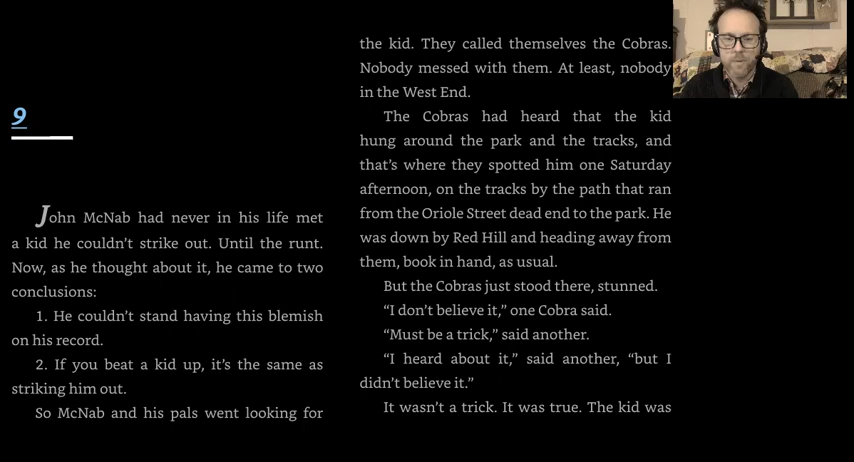 9
John McNab had never in his life met
a kid he couldn’t strike out. Until the runt.
Now, as he thought about it, he came to two
conclusions:
1. He couldn’t stand having this blemish
on his record.
2. If you beat a kid up, it’s the same as
striking him out.
So McNab and his pals went looking for
the kid. They called themselves the Cobras.
Nobody messed with them. At least, nobody
in the West End.
The Cobras had heard that the kid
hung around the park and the tracks, and
that’s where they spotted him one Saturday
afternoon, on the tracks by the path that ran
from the Oriole Street dead end to the park. He
was down by Red Hill and heading away from
them, book in hand, as usual.
But the Cobras just stood there, stunned.
“I don’t believe it,” one Cobra said.
“Must be a trick,” said another.
“I heard about it,” said another, “but I
didn’t believe it.”
It wasn’t a trick. It was true. The kid was